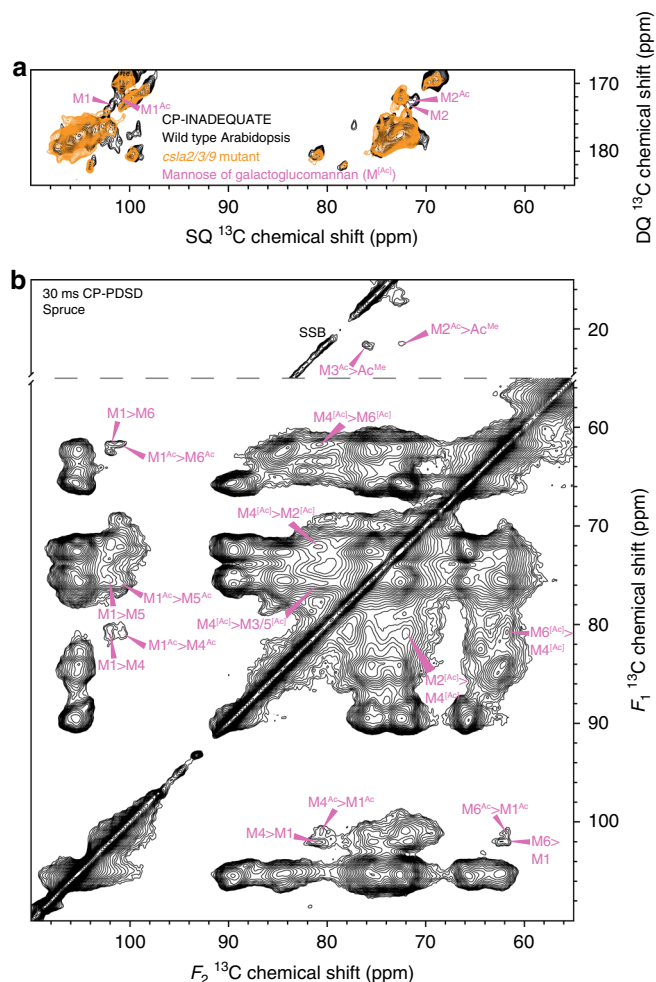 a
M1
M1Ac
CP-INADEQUATE
Wild type Arabidopsis
csla2/3/9 mutant
Mannose of galactoglucomannan (M[Ac])
M2Ac
M2
170
180
DQ 13C chemical shift (ppm)
100
80
70
60
SQ 13C chemical shift (ppm)
b
30 ms CP-PDSD
Spruce
SSB
M2Ac>AcMe
M3Ac>AcMe
20
M1>M6
M1Ac>M6Ac
M4[Ac]>M6[Ac]
60
M4[Ac]>M2[Ac]
70
M1Ac>M5Ac
M1>M5
M4[Ac]>M3/5[Ac]
M1Ac>M4Ac
M1>M4
M6[Ac]>
M4[Ac]
80
M2[Ac]>
M4[Ac]
90
M4Ac>M1Ac
M4>M1
M6Ac>M1Ac
M6>
M1
100
F1 13C chemical shift (ppm)
100
90
80
70
60
F2 13C chemical shift (ppm)